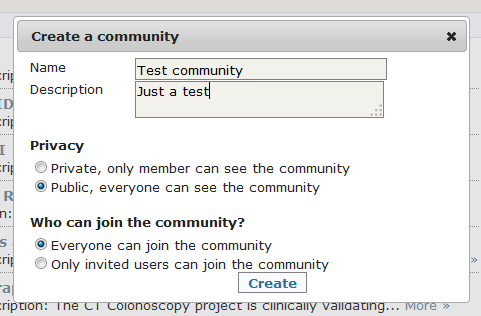 Create a community
Name
Test community
Description
Just a test
Privacy
Private, only member can see the community
Public, everyone can see the community
Who can join the community?
Everyone can join the community
Only invited users can join the community
Create
cription: The CT Colonoscopy project is clinically validating... More »